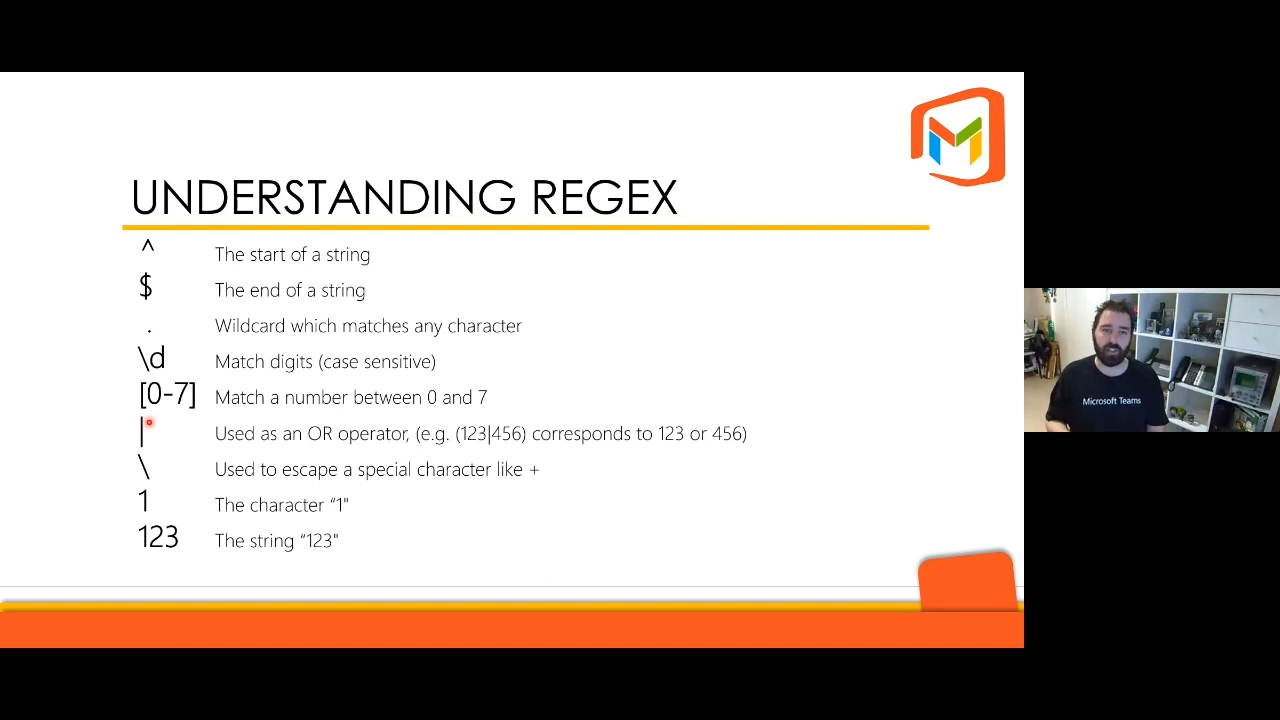 UNDERSTANDING REGEX
^ The start of a string
$ The end of a string
. Wildcard which matches any character
\d Match digits (case sensitive)
[0-7] Match a number between 0 and 7
| Used as an OR operator, (e.g. (123|456) corresponds to 123 or 456)
\ Used to escape a special character like +
1 The character “1"
123 The string “123"
Microsoft Teams